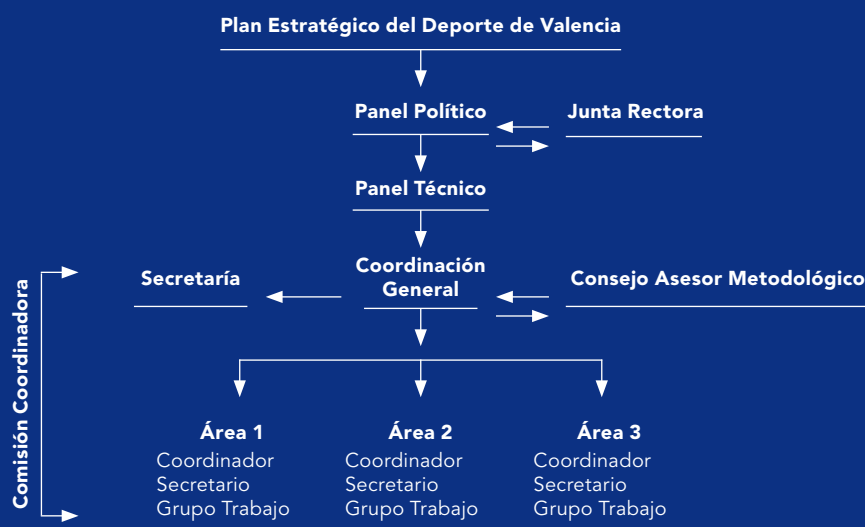 Plan Estratégico del Deporte de Valencia
Panel Político
Junta Rectora
Panel Técnico
Comisión Coordinadora
Secretaría
Coordinación
General
Consejo Asesor Metodológico
Área 1
Coordinador
Secretario
Grupo Trabajo
Área 2
Coordinador
Secretario
Grupo Trabajo
Área 3
Coordinador
Secretario
Grupo Trabajo